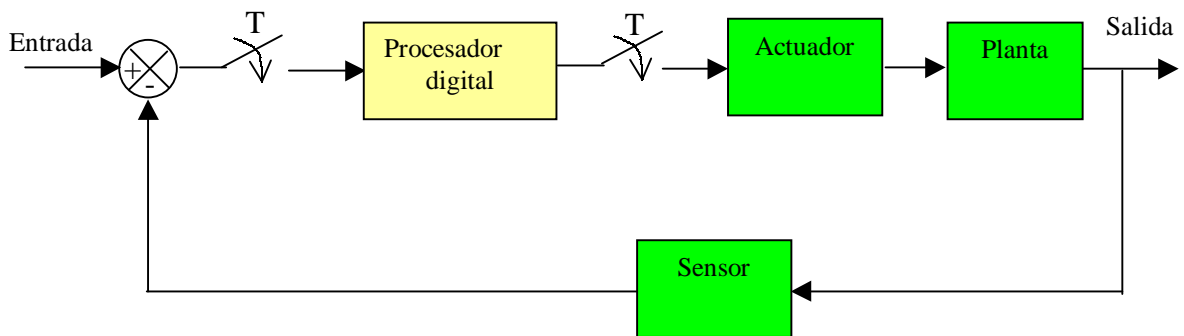 Entrada
+
-
T
Procesador
digital
T
Actuador
Planta
Salida
Sensor